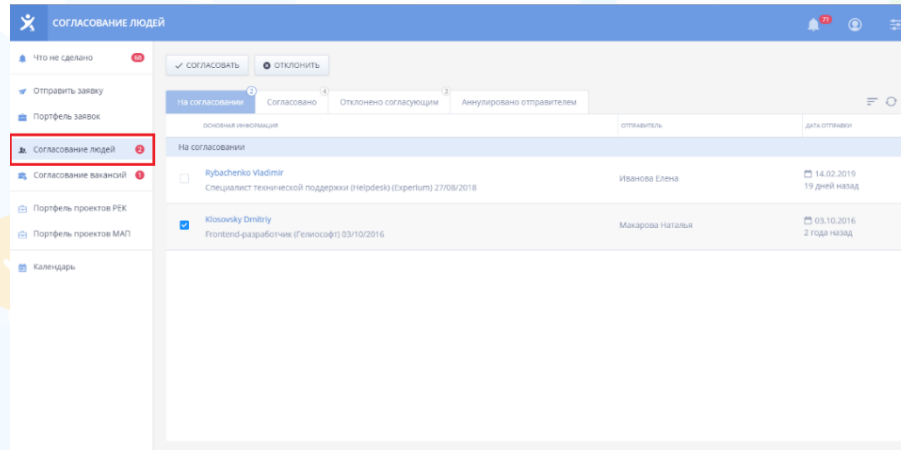 СОГЛАСОВАНИЕ ЛЮДЕЙ
71
Что не сделано 68
Отправить заявку
Портфель заявок
Согласование людей 2
Согласование вакансий 1
Портфель проектов РЕК
Портфель проектов МАП
Календарь
СОГЛАСОВАТЬ ОТКЛОНИТЬ
На согласовании 2 Согласовано 4 Отклонено согласующим 3 Аннулировано отправителем
ОСНОВНАЯ ИНФОРМАЦИЯ ОТПРАВИТЕЛЬ ДАТА ОТПРАВКИ
На согласовании
Rybachenko Vladimir
Специалист технической поддержки (Helpdesk) (Experium) 27/08/2018
Иванова Елена
14.02.2019
19 дней назад
Klosovsky Dmitriy
Frontend-разработчик (Гелиософт) 03/10/2016
Макарова Наталья
03.10.2016
2 года назад